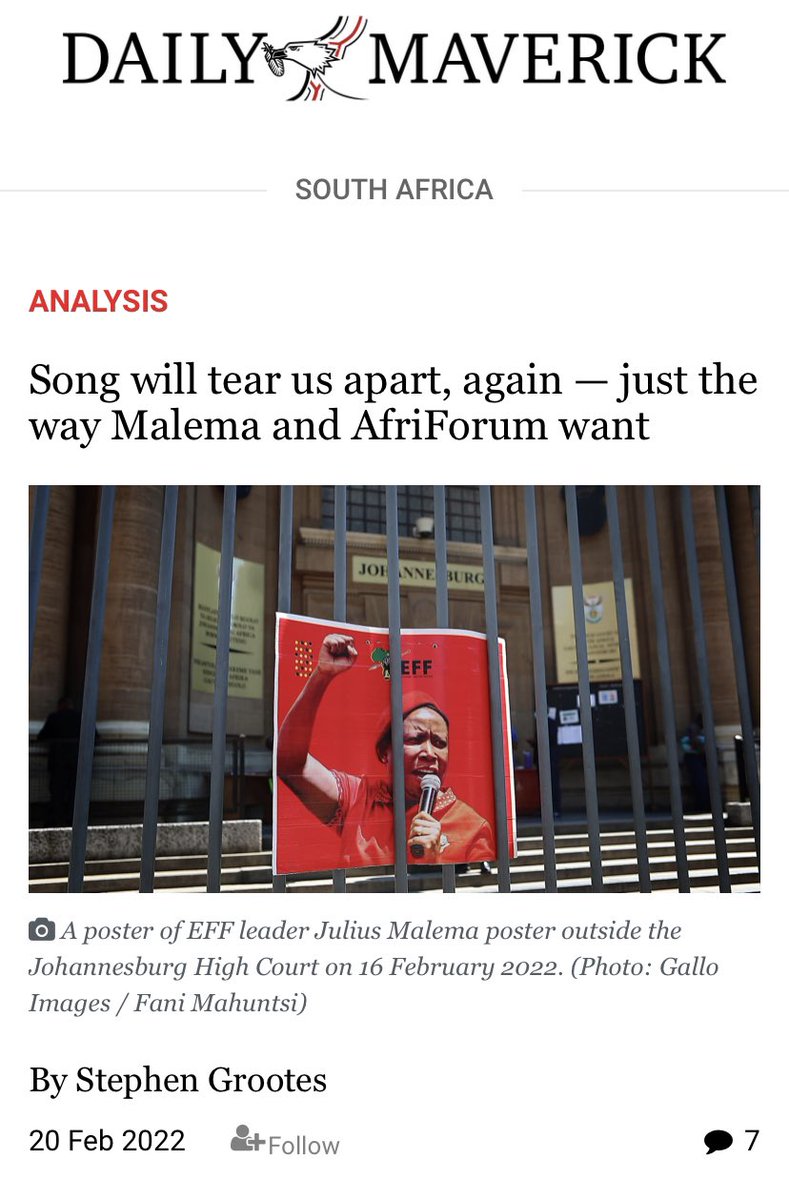 DAILY MAVERICK
SOUTH AFRICA
ANALYSIS
Song will tear us apart, again — just the
way Malema and AfriForum want
JOHANNESBURG
EFF
A poster of EFF leader Julius Malema poster outside the
Johannesburg High Court on 16 February 2022. (Photo: Gallo
Images / Fani Mahuntsi)
By Stephen Grootes
20 Feb 2022 Follow 7